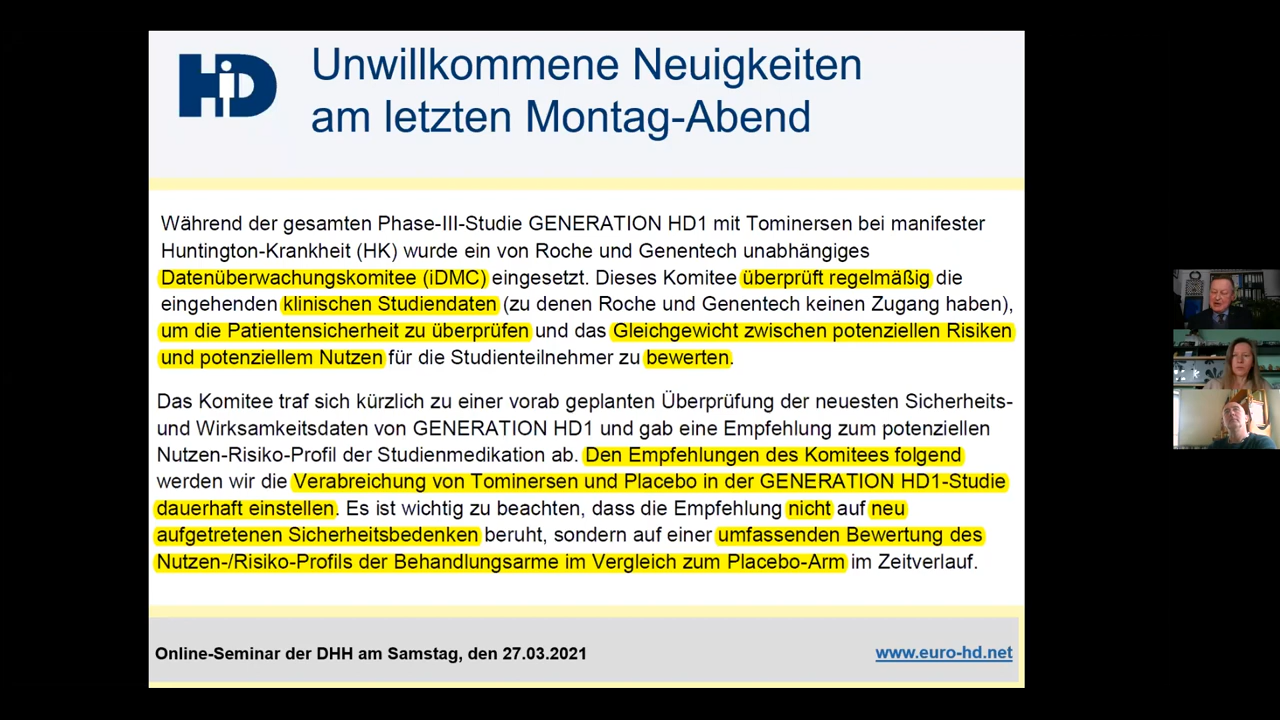 HD
Unwillkommene Neuigkeiten
am letzten Montag-Abend
Während der gesamten Phase-III-Studie GENERATION HD1 mit Tominersen bei manifester
Huntington-Krankheit (HK) wurde ein von Roche und Genentech unabhängiges
Datenüberwachungskomitee (iDMC) eingesetzt. Dieses Komitee überprüft regelmäßig die
eingehenden klinischen Studiendaten (zu denen Roche und Genentech keinen Zugang haben),
um die Patientensicherheit zu überprüfen und das Gleichgewicht zwischen potenziellen Risiken
und potenziellem Nutzen für die Studienteilnehmer zu bewerten.
Das Komitee traf sich kürzlich zu einer vorab geplanten Überprüfung der neuesten Sicherheits-
und Wirksamkeitsdaten von GENERATION HD1 und gab eine Empfehlung zum potenziellen
Nutzen-Risiko-Profil der Studienmedikation ab. Den Empfehlungen des Komitees folgend
werden wir die Verabreichung von Tominersen und Placebo in der GENERATION HD1-Studie
dauerhaft einstellen. Es ist wichtig zu beachten, dass die Empfehlung nicht auf neu
aufgetretenen Sicherheitsbedenken beruht, sondern auf einer umfassenden Bewertung des
Nutzen-/Risiko-Profils der Behandlungsarme im Vergleich zum Placebo-Arm im Zeitverlauf.
Online-Seminar der DHH am Samstag, den 27.03.2021
www.euro-hd.net